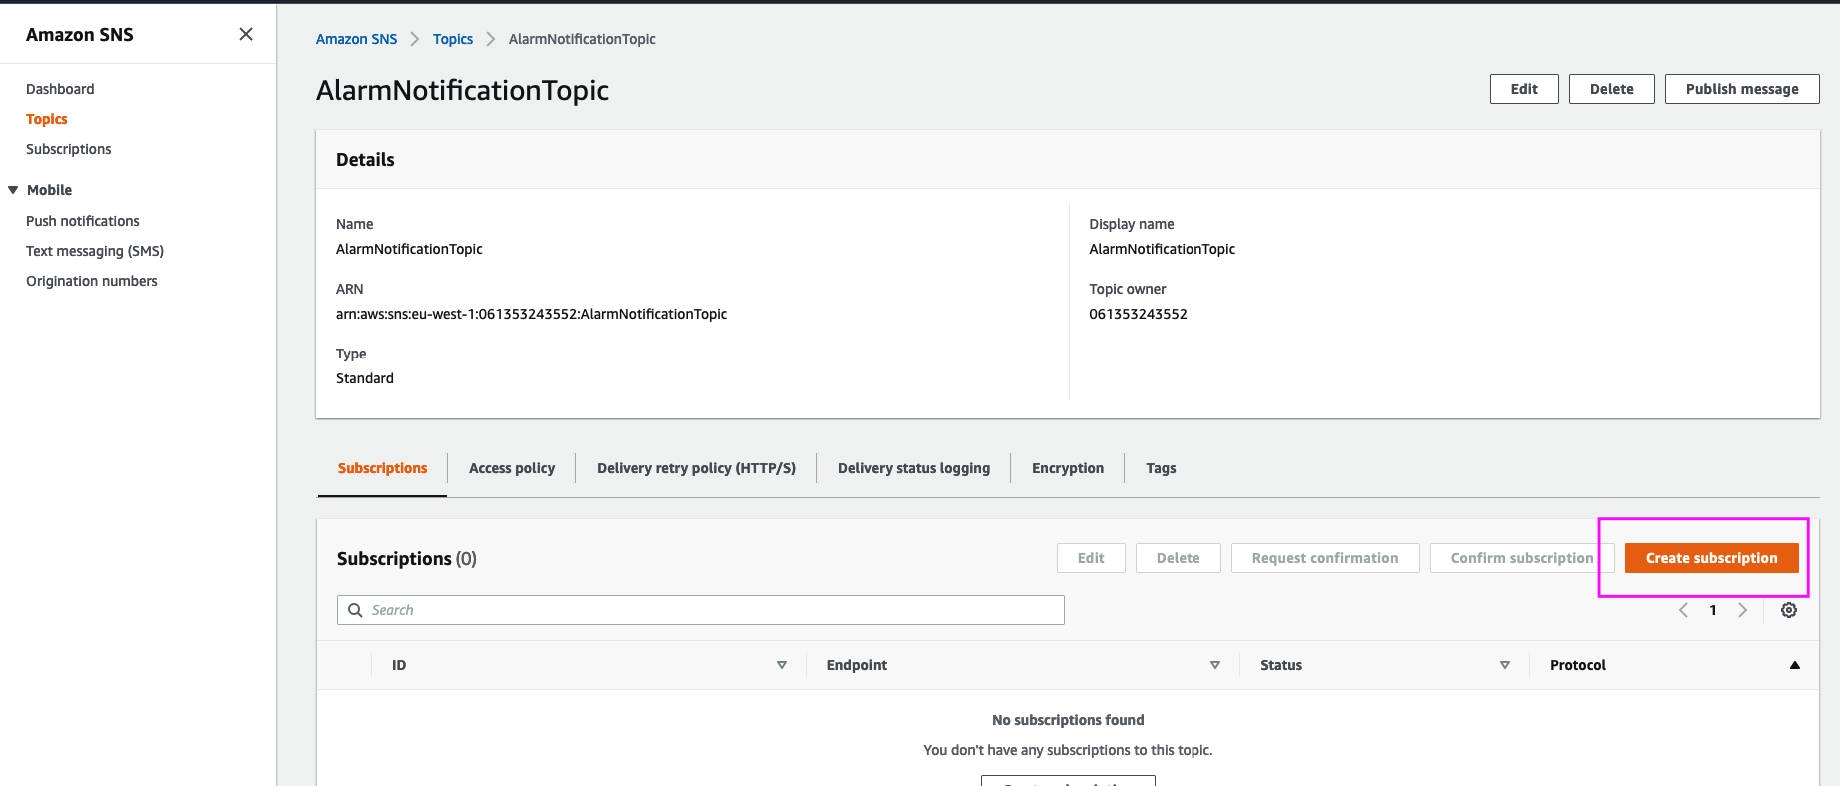 Amazon SNS
Dashboard
Topics
Subscriptions
Mobile
Push notifications
Text messaging (SMS)
Origination numbers
Amazon SNS Topics AlarmNotificationTopic
AlarmNotificationTopic
Edit Delete Publish message
Details
Name
AlarmNotificationTopic
ARN
arn:aws:sns:eu-west-1:061353243552:AlarmNotificationTopic
Type
Standard
Display name
AlarmNotificationTopic
Topic owner
061353243552
Subscriptions Access policy Delivery retry policy (HTTP/S) Delivery status logging Encryption Tags
Subscriptions (0)
Edit Delete Request confirmation Confirm subscription Create subscription
Search
1
ID Endpoint Status Protocol
No subscriptions found
You don't have any subscriptions to this topic.